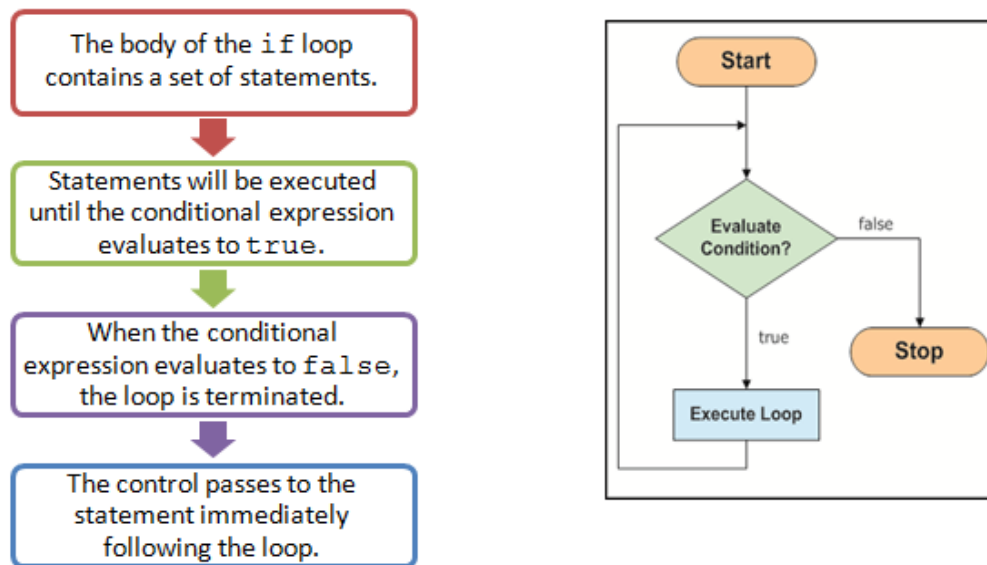 The body of the if loop
contains a set of statements.
Statements will be executed
until the conditional expression
evaluates to true.
When the conditional
expression evaluates to false,
the loop is terminated.
The control passes to the
statement immediately
following the loop.
Start
Evaluate
Condition?
false
true
Stop
Execute Loop